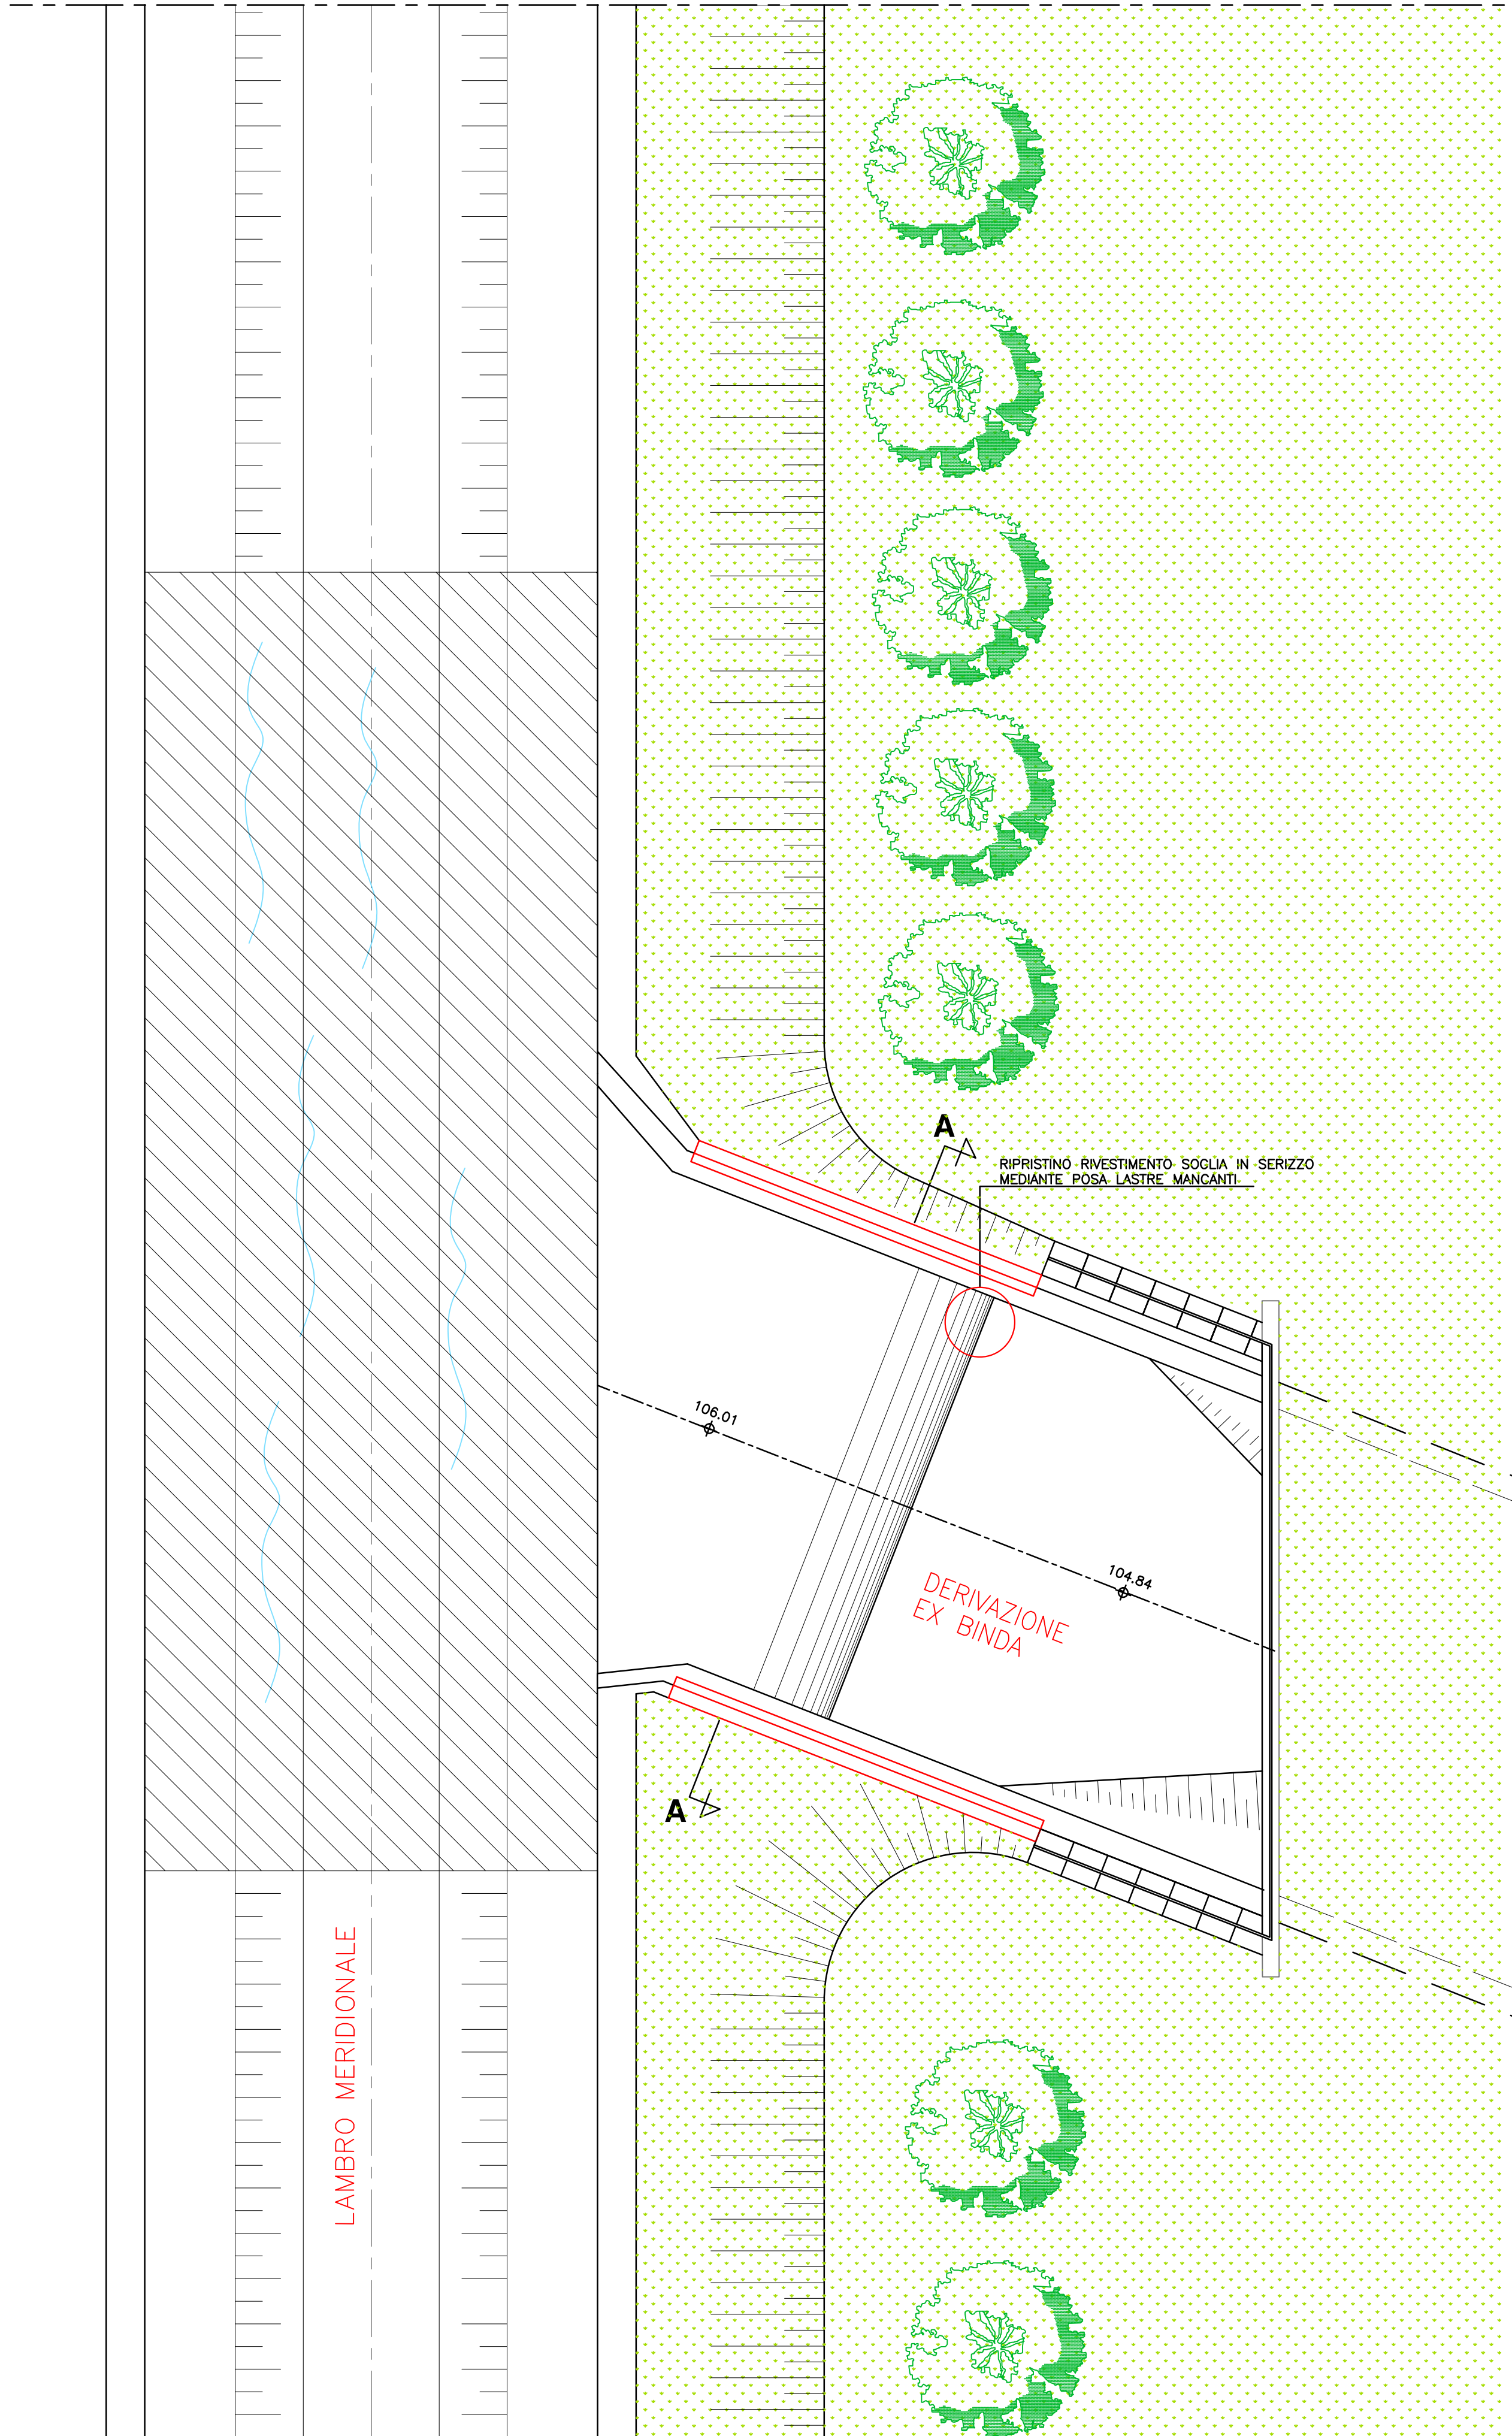 A
RIPRISTINO RIVESTIMENTO SOGLIA IN SERIZZO
MEDIANTE POSA LASTRE MANCANTI
106.01
104.84
DERIVAZIONE
EX BINDA
A
LAMBRO MERIDIONALE